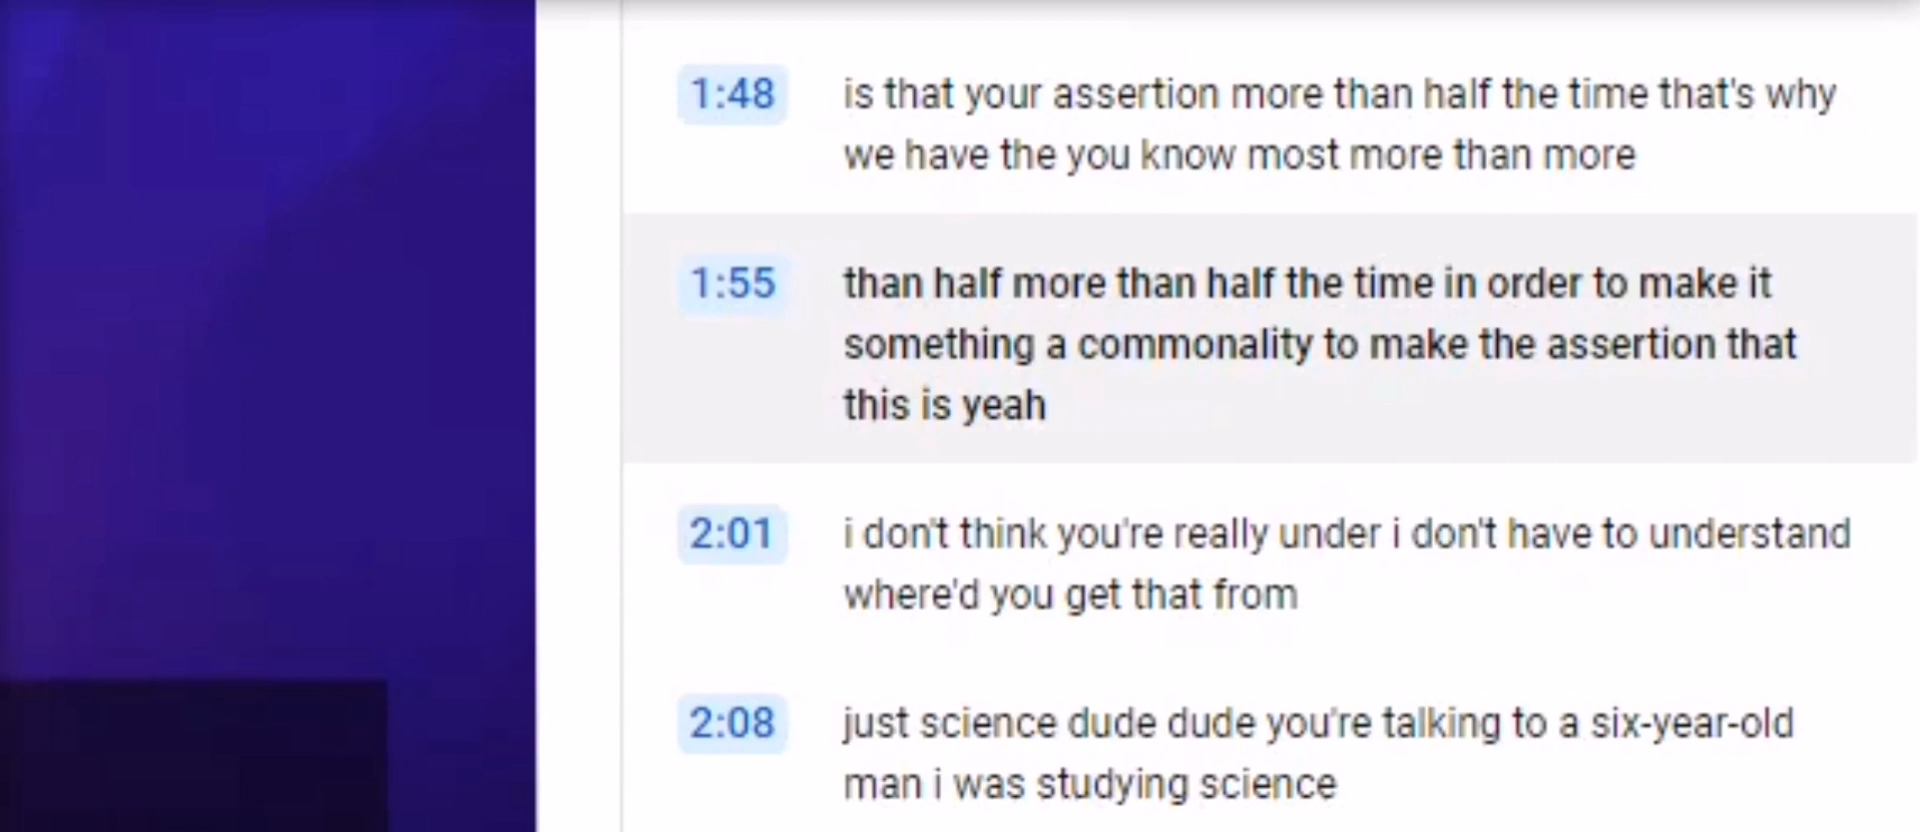 1:48
is that your assertion more than half the time that's why
we have the you know most more than more
1:55
than half more than half the time in order to make it
something a commonality to make the assertion that
this is yeah
2:01
i don't think you're really under i don't have to understand
where'd you get that from
2:08
just science dude dude you're talking to a six-year-old
man i was studying science